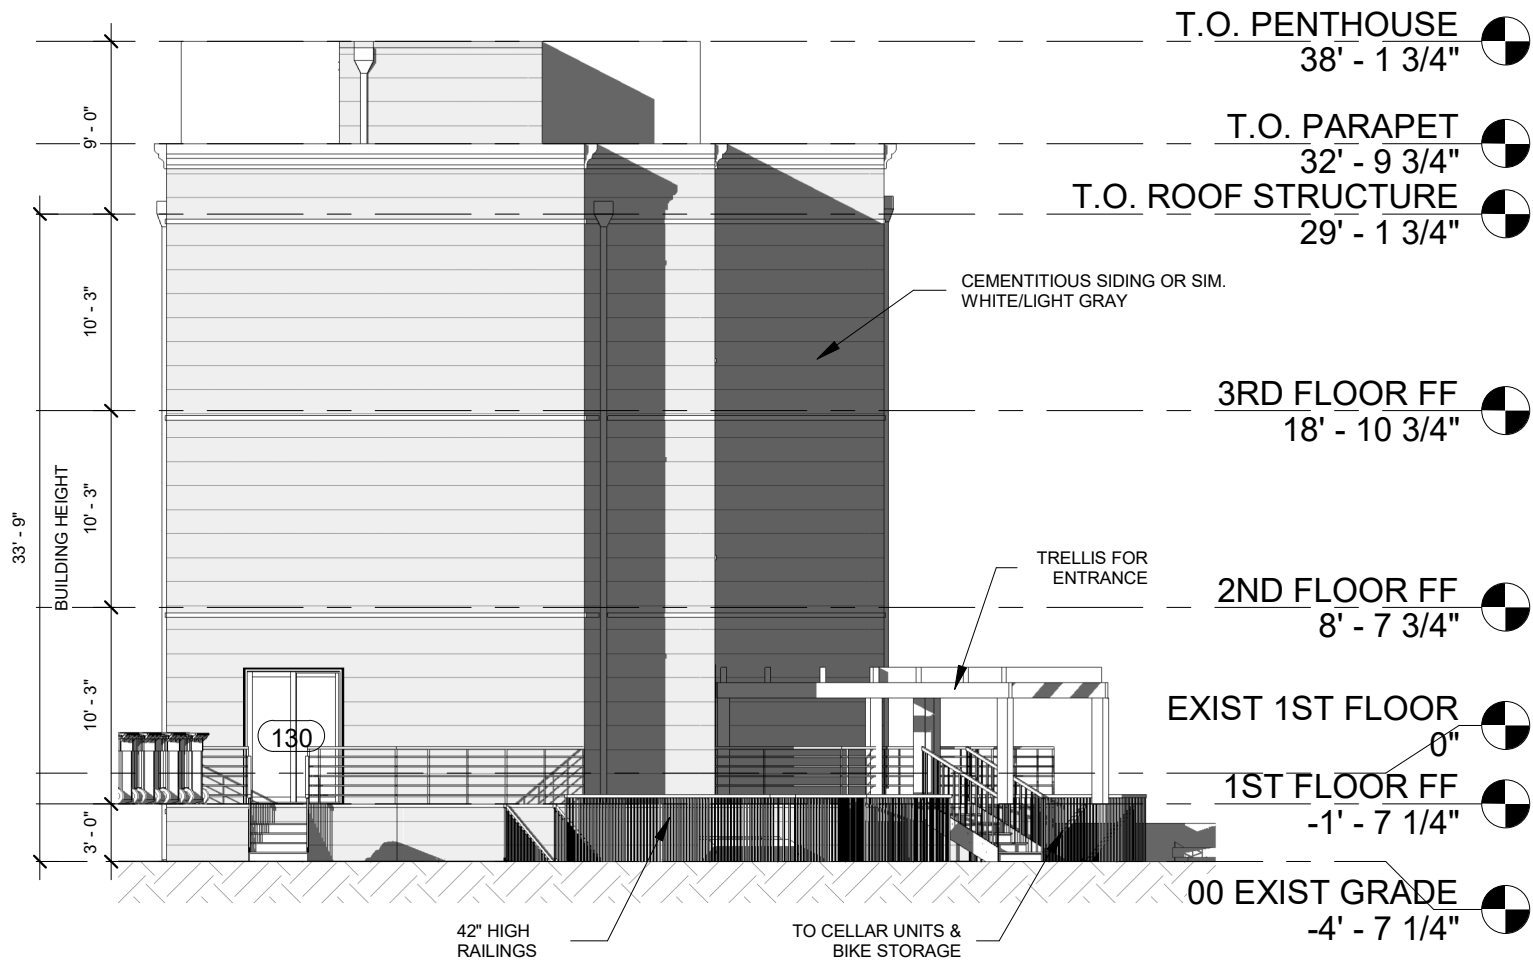 T.O. PENTHOUSE
38' - 1 3/4"
T.O. PARAPET
32' - 9 3/4"
T.O. ROOF STRUCTURE
29' - 1 3/4"
CEMENTITIOUS SIDING OR SIM.
WHITE/LIGHT GRAY
3RD FLOOR FF
18' - 10 3/4"
TRELLIS FOR
ENTRANCE
2ND FLOOR FF
8' - 7 3/4"
EXIST 1ST FLOOR
0"
1ST FLOOR FF
-1' - 7 1/4"
00 EXIST GRADE
-4' - 7 1/4"
9' - 0"
10' - 3"
10' - 3"
10' - 3"
3' - 0"
33' - 9"
BUILDING HEIGHT
130
42" HIGH
RAILINGS
TO CELLAR UNITS &
BIKE STORAGE